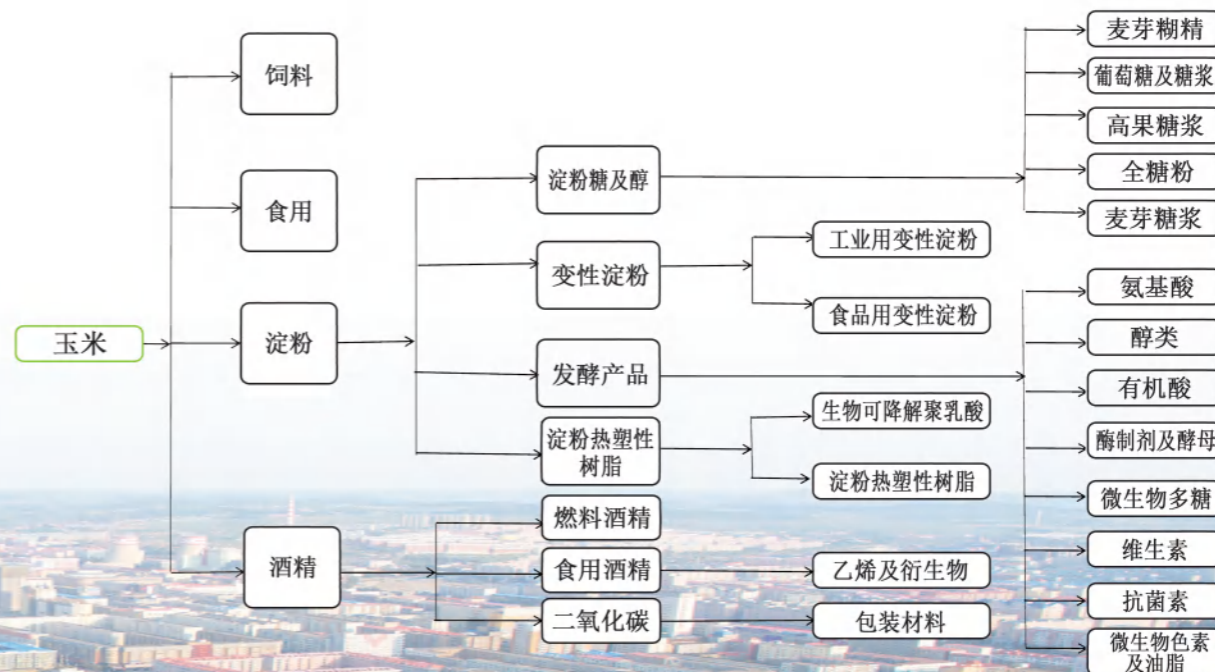 玉米
饲料
食用
淀粉
酒精
淀粉糖及醇
变性淀粉
发酵产品
淀粉热塑性
树脂
燃料酒精
食用酒精
二氧化碳
工业用变性淀粉
食品用变性淀粉
生物可降解聚乳酸
淀粉热塑性树脂
乙烯及衍生物
包装材料
麦芽糊精
葡萄糖及糖浆
高果糖浆
全糖粉
麦芽糖浆
氨基酸
醇类
有机酸
酶制剂及酵母
微生物多糖
维生素
抗菌素
微生物色素
及油脂